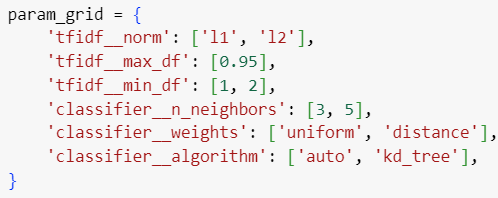 param_grid = {
    'tfidf__norm': ['l1', 'l2'],
    'tfidf__max_df': [0.95],
    'tfidf__min_df': [1, 2],
    'classifier__n_neighbors': [3, 5],
    'classifier__weights': ['uniform', 'distance'],
    'classifier__algorithm': ['auto', 'kd_tree'],
}